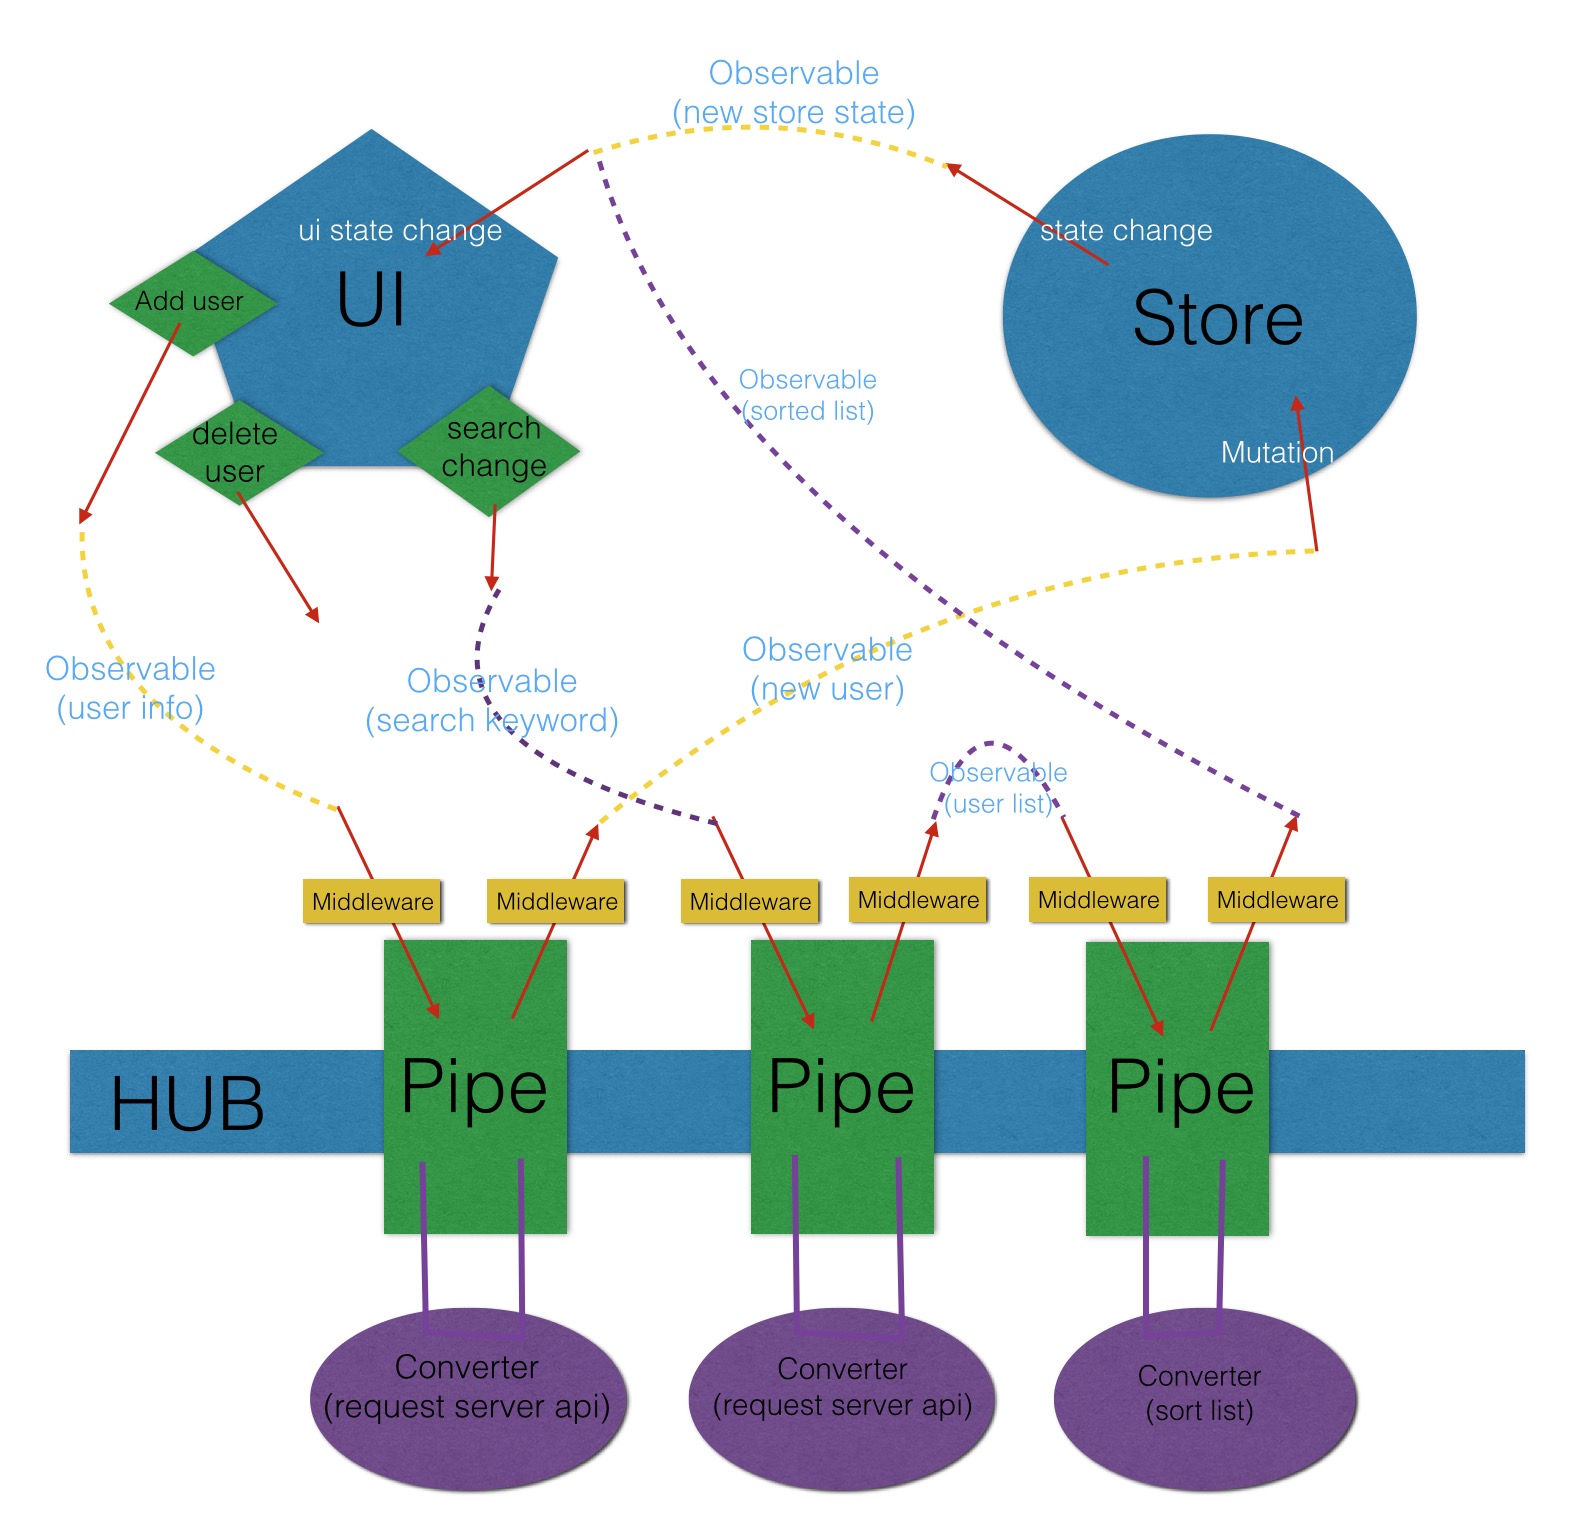 Observable
(new store state)
ui state change
UI
state change
Store
Add user
Observable
(sorted list)
delete
user
search
change
Mutation
Observable
(user info)
Observable
(search keyword)
Observable
(new user)
Observable
(user list)
Middleware
Middleware
Middleware
Middleware
Middleware
Middleware
HUB
Pipe
Pipe
Pipe
Converter
(request server api)
Converter
(request server api)
Converter
(sort list)